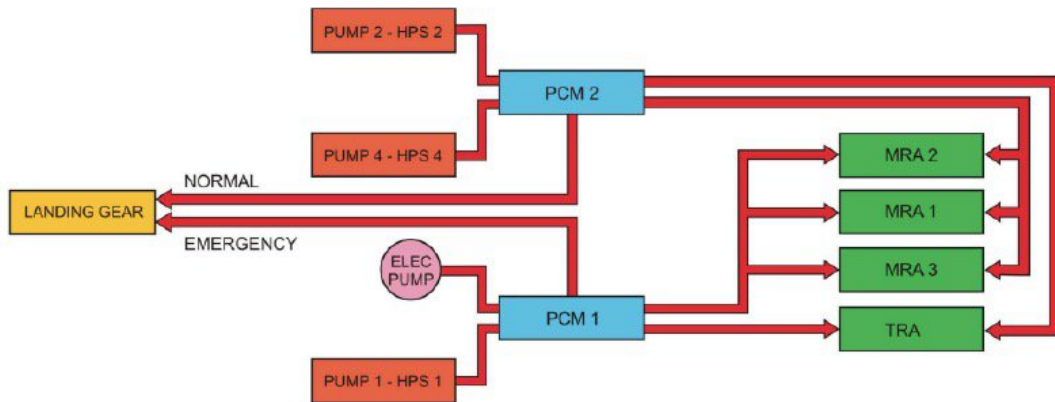 PUMP 2 - HPS 2
PCM 2
PUMP 4 - HPS 4
MRA 2
NORMAL
LANDING GEAR
MRA 1
EMERGENCY
ELEC
PUMP
MRA 3
PCM 1
TRA
PUMP 1 - HPS 1